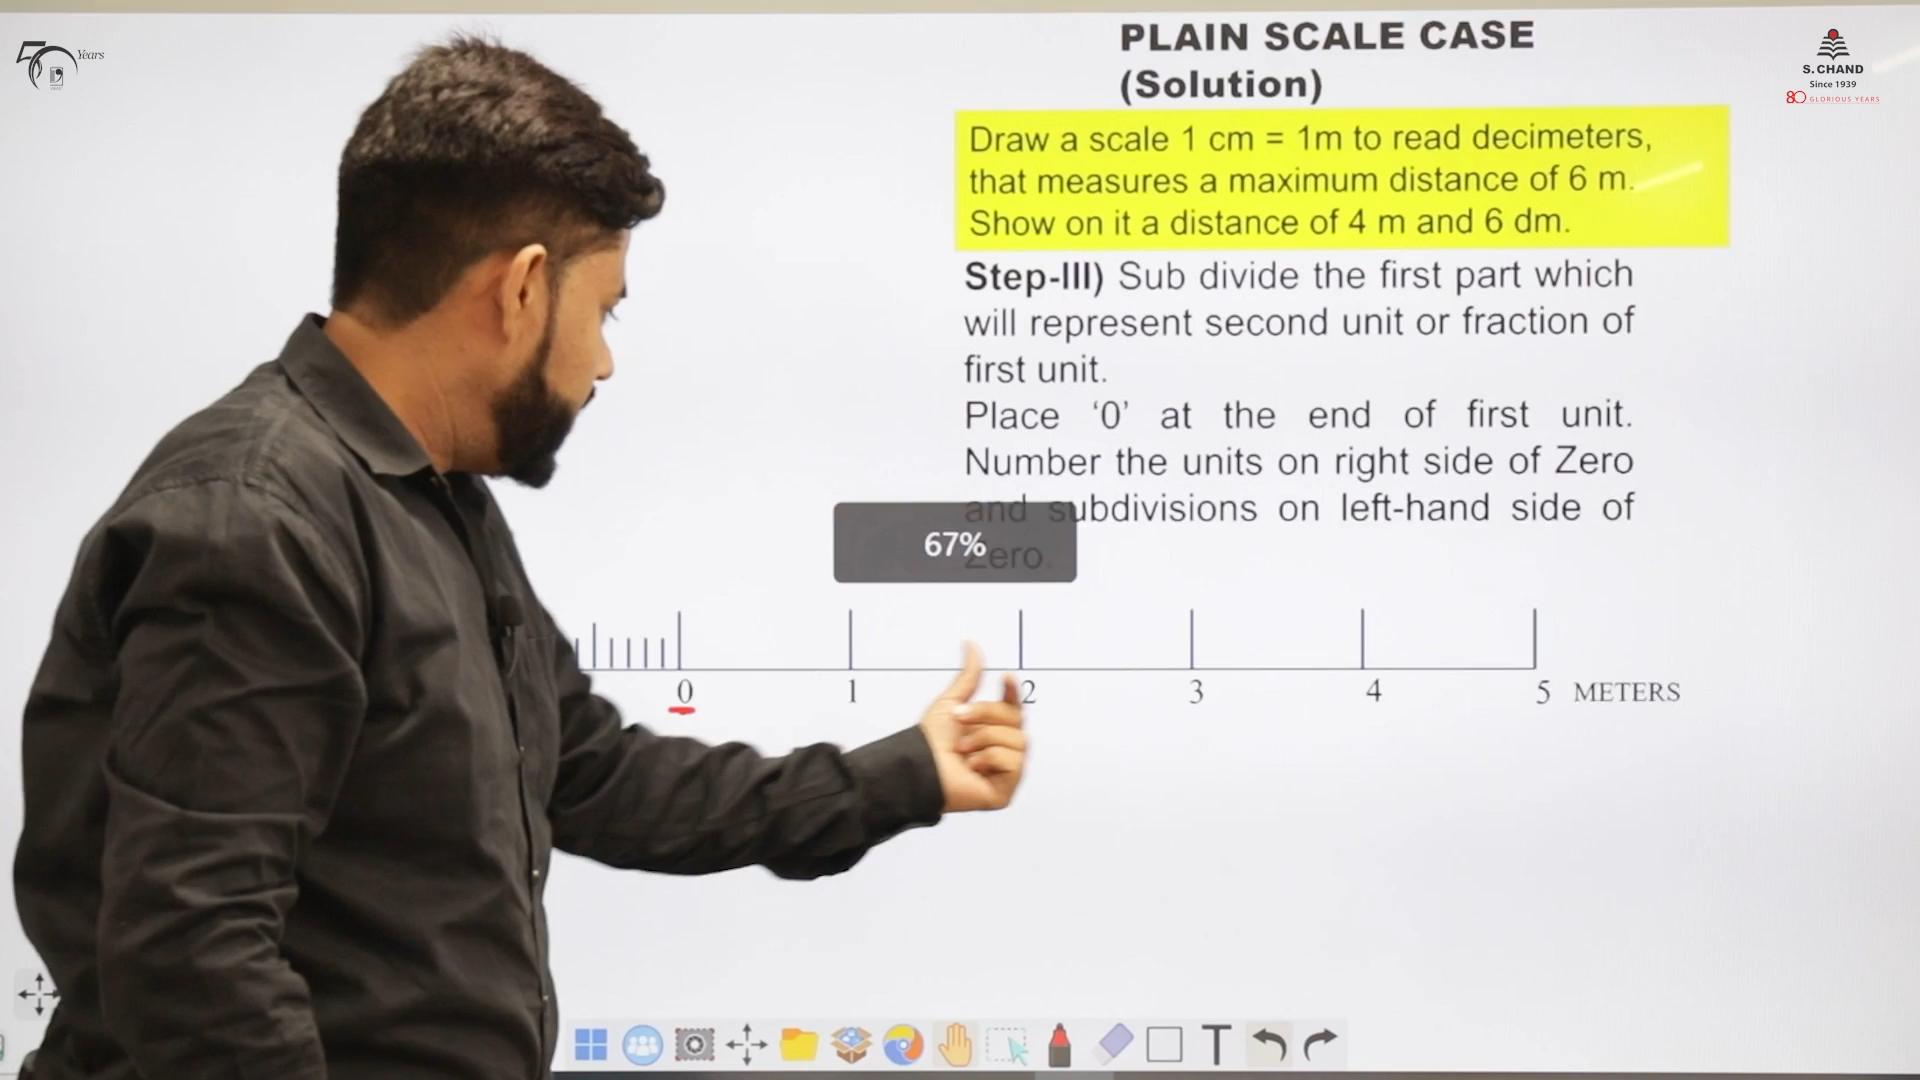 50 Years
PLAIN SCALE CASE
(Solution)
S. CHAND
Since 1939
80 GLORIOUS YEARS
Draw a scale 1 cm = 1m to read decimeters,
that measures a maximum distance of 6 m.
Show on it a distance of 4 m and 6 dm.
Step-III) Sub divide the first part which
will represent second unit or fraction of
first unit.
Place ‘0’ at the end of first unit.
Number the units on right side of Zero
and subdivisions on left-hand side of
Zero.
67%
0 1 2 3 4 5 METERS
T